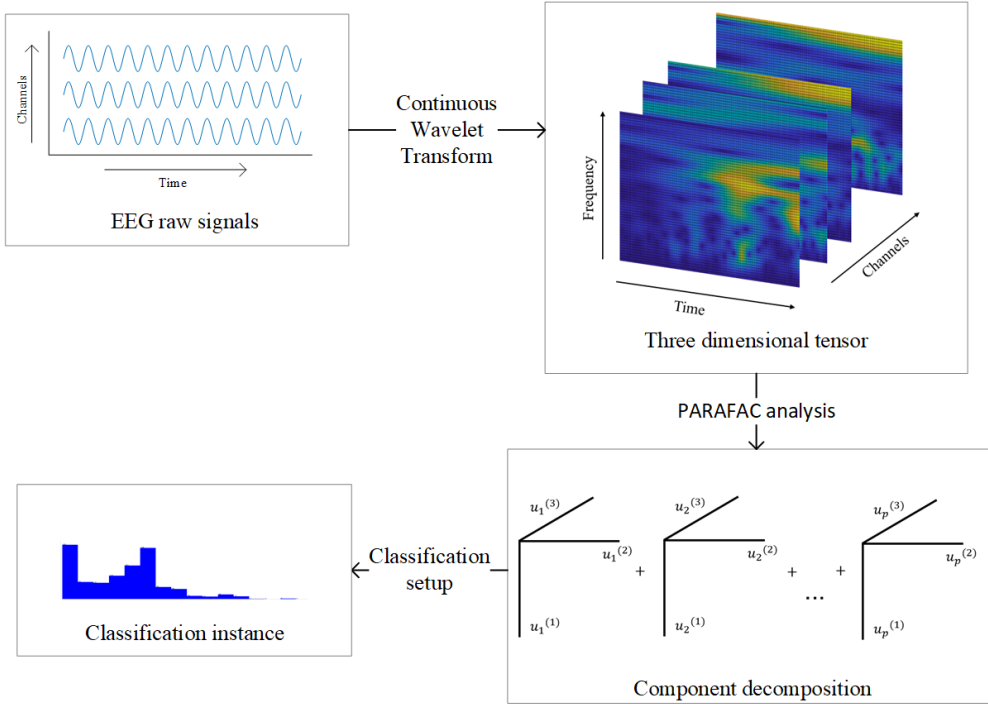 Channels
Time
EEG raw signals
Continuous
Wavelet
Transform
Frequency
Time
Channels
Three dimensional tensor
PARAFAC analysis
u₁⁽³⁾
u₁⁽²⁾
u₁⁽¹⁾
+
u₂⁽³⁾
u₂⁽²⁾
u₂⁽¹⁾
+
...
+
uₚ⁽³⁾
uₚ⁽²⁾
uₚ⁽¹⁾
Component decomposition
Classification
setup
Classification instance